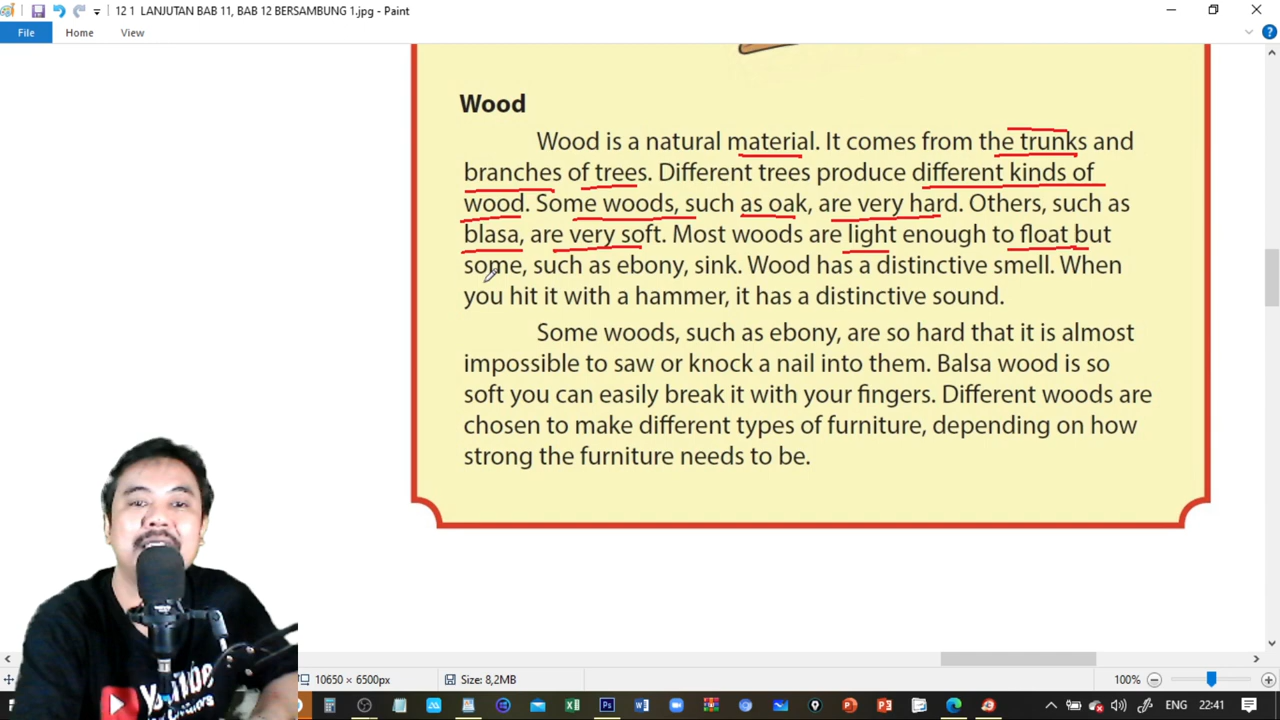 12 1 LANJUTAN BAB 11, BAB 12 BERSAMBUNG 1.jpg - Paint
File Home View
Wood
Wood is a natural material. It comes from the trunks and
branches of trees. Different trees produce different kinds of
wood. Some woods, such as oak, are very hard. Others, such as
blasa, are very soft. Most woods are light enough to float but
some, such as ebony, sink. Wood has a distinctive smell. When
you hit it with a hammer, it has a distinctive sound.
Some woods, such as ebony, are so hard that it is almost
impossible to saw or knock a nail into them. Balsa wood is so
soft you can easily break it with your fingers. Different woods are
chosen to make different types of furniture, depending on how
strong the furniture needs to be.
YouTube
10650 × 6500px Size: 8,2MB 100%
ENG 22:41